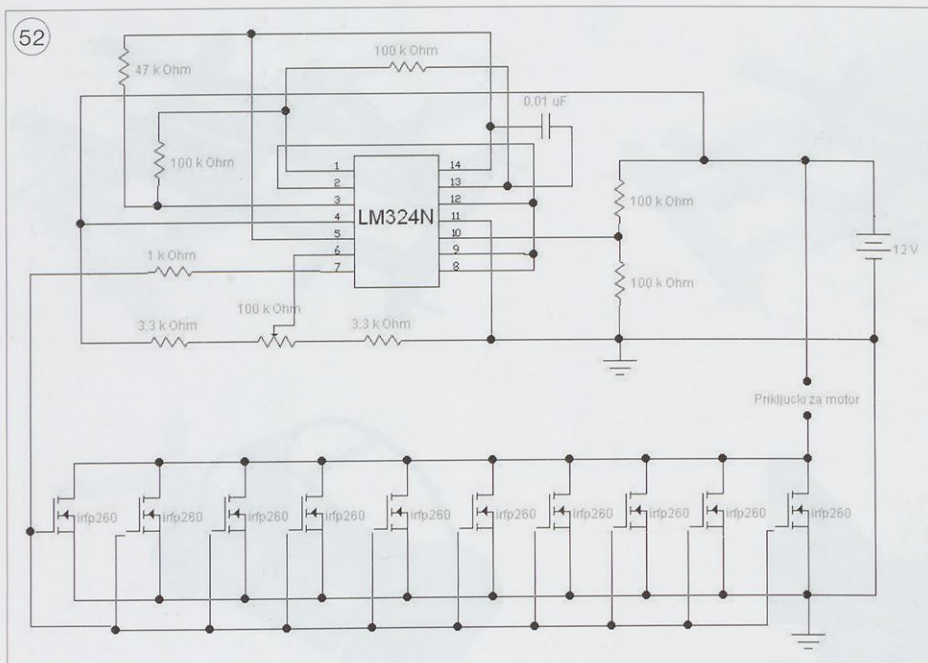 52
100 k Ohm
47 k Ohm
0.01 uF
100 k Ohm
1
2
3
4
5
6
7
LM324N
14
13
12
11
10
9
8
100 k Ohm
100 k Ohm
12 V
1 k Ohm
100 k Ohm
3.3 k Ohm
3.3 k Ohm
Prikljucki za motor
irfp260
irfp260
irfp260
irfp260
irfp260
irfp260
irfp260
irfp260
irfp260
irfp260